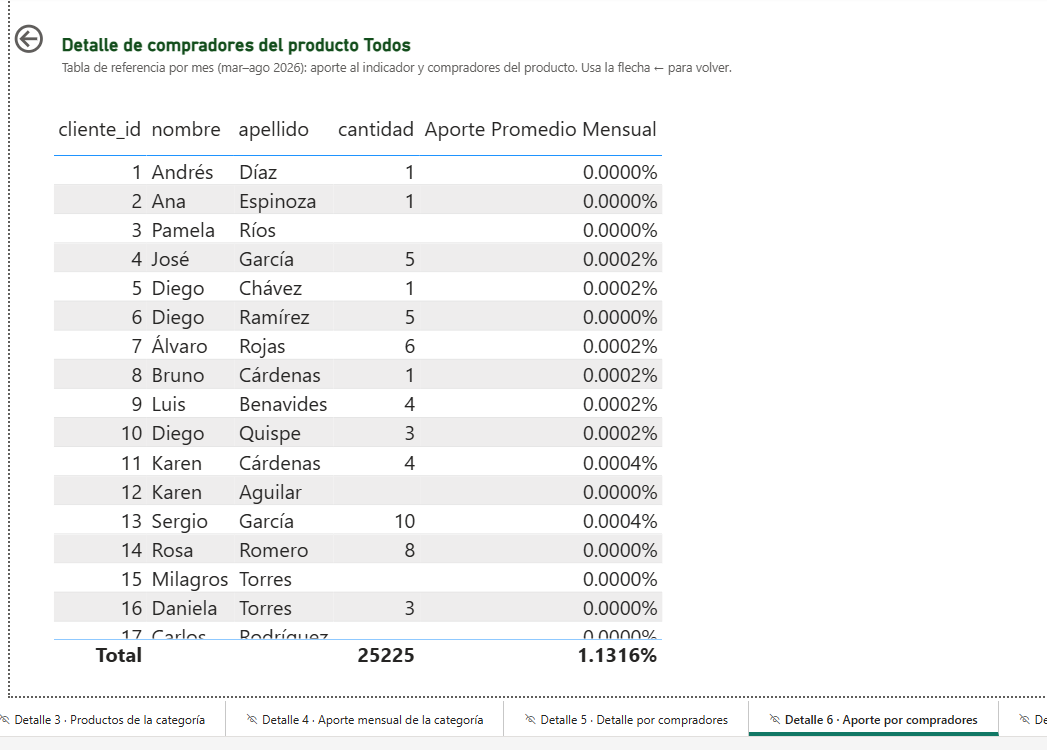 Detalle de compradores del producto Todos
Tabla de referencia por mes (mar–ago 2026): aporte al indicador y compradores del producto. Usa la flecha ← para volver.
cliente_id nombre apellido cantidad Aporte Promedio Mensual
1 Andrés Díaz 1 0.0000%
2 Ana Espinoza 1 0.0000%
3 Pamela Ríos 0.0000%
4 José García 5 0.0002%
5 Diego Chávez 1 0.0002%
6 Diego Ramírez 5 0.0000%
7 Álvaro Rojas 6 0.0002%
8 Bruno Cárdenas 1 0.0002%
9 Luis Benavides 4 0.0002%
10 Diego Quispe 3 0.0002%
11 Karen Cárdenas 4 0.0004%
12 Karen Aguilar 0.0000%
13 Sergio García 10 0.0004%
14 Rosa Romero 8 0.0000%
15 Milagros Torres 0.0000%
16 Daniela Torres 3 0.0000%
17 Carlos Rodríguez 0.0000%
Total 25225 1.1316%
Detalle 3 · Productos de la categoría Detalle 4 · Aporte mensual de la categoría Detalle 5 · Detalle por compradores Detalle 6 · Aporte por compradores De